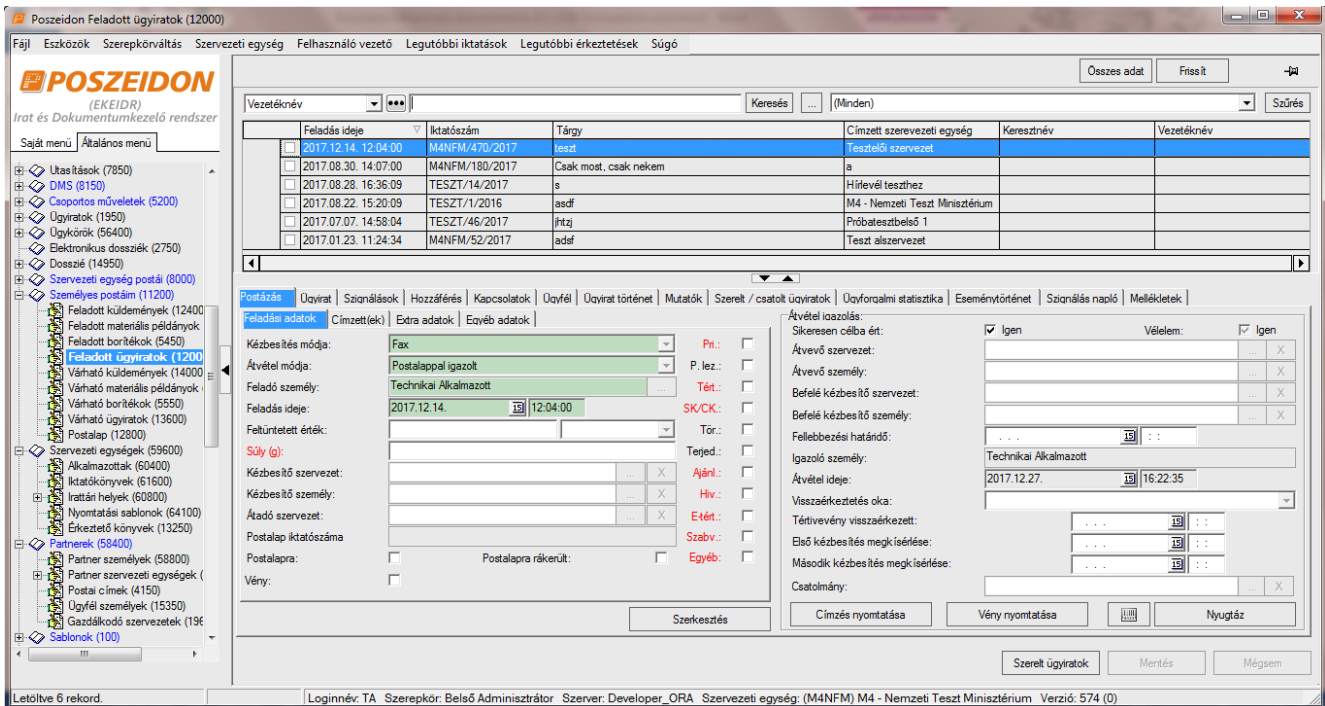 Poszeidon Feladott ügyiratok (12000)
Fájl Eszközök Szerepkörváltás Szervezeti egység Felhasználó vezető Legutóbbi iktatások Legutóbbi érkeztetések Súgó
POSZEIDON
(EKEIDR)
Irat és Dokumentumkezelő rendszer
Saját menü Általános menü
Utasítások (7850)
DMS (8150)
Csoportos műveletek (5200)
Ügyiratok (1950)
Ügykörök (56400)
Elektronikus dossziék (2750)
Dosszié (14950)
Szervezeti egység postái (8000)
Személyes postáim (11200)
Feladott küldemények (12400
Feladott materiális példányok
Feladott borítékok (5450)
Feladott ügyiratok (1200
Várható küldemények (14000
Várható materiális példányok (
Várható borítékok (5550)
Várható ügyiratok (13600)
Postalap (12800)
Szervezeti egységek (59600)
Alkalmazottak (60400)
Iktatókönyvek (61600)
Irattári helyek (60800)
Nyomtatási sablonok (64100)
Érkeztető könyvek (13250)
Partnerek (58400)
Partner személyek (58800)
Partner szervezeti egységek (
Postai címek (4150)
Ügyfél személyek (15350)
Gazdálkodó szervezetek (196
Sablonok (100)
Összes adat Frissít
Vezetéknév ••• Keresés ... (Minden) Szűrés
Feladás ideje Iktatószám Tárgy Címzett szerevezeti egység Keresztnév Vezetéknév
2017.12.14. 12:04:00 M4NFM/470/2017 teszt Tesztelői szervezet
2017.08.30. 14:07:00 M4NFM/180/2017 Csak most, csak nekem a
2017.08.28. 16:36:09 TESZT/14/2017 s Hírlevél teszthez
2017.08.22. 15:20:09 TESZT/1/2016 asdf M4 - Nemzeti Teszt Minisztérium
2017.07.07. 14:58:04 TESZT/46/2017 jhtzj Próbatesztbelső 1
2017.01.23. 11:24:34 M4NFM/52/2017 adsf Teszt alszervezet
Postázás Ügyirat Szignálások Hozzáférés Kapcsolatok Ügyfél Ügyirat történet Mutatók Szerelt / csatolt ügyiratok Ügyforgalmi statisztika Eseménytörténet Szignálás napló Mellékletek
Feladási adatok Címzett(ek) Extra adatok Egyéb adatok
Kézbesítés módja: Fax Pri.:
Átvétel módja: Postalappal igazolt P. lez.:
Feladó személy: Technikai Alkalmazott ... Tért.:
Feladás ideje: 2017.12.14. 15 12:04:00 SK/CK.:
Feltüntetett érték: Tör.:
Súly (g): Terjed.:
Kézbesítő szervezet: ... X Ajánl.:
Kézbesítő személy: ... X Hiv.:
Átadó szervezet: ... X E-tért.:
Postalap iktatószáma Szabv.:
Postalapra: Postalapra rákerült: Egyéb:
Vény:
Szerkesztés
Átvétel igazolás:
Sikeresen célba ért: Igen Vélelem: Igen
Átvevő szervezet: ... X
Átvevő személy: ... X
Befelé kézbesítő szervezet: ... X
Befelé kézbesítő személy: ... X
Fellebbezési határidő: . . . 15 : :
Igazoló személy: Technikai Alkalmazott
Átvétel ideje: 2017.12.27. 15 16:22:35
Visszaérkeztetés oka:
Tértivevény visszaérkezett: . . . 15 : :
Első kézbesítés megkísérlése: . . . 15 : :
Második kézbesítés megkísérlése: . . . 15 : :
Csatolmány: ... X
Címzés nyomtatása Vény nyomtatása Nyugtáz
Szerelt ügyiratok Mentés Mégsem
Letöltve 6 rekord. Loginnév: TA Szerepkör: Belső Adminisztrátor Szerver: Developer_ORA Szervezeti egység: (M4NFM) M4 - Nemzeti Teszt Minisztérium Verzió: 574 (0)